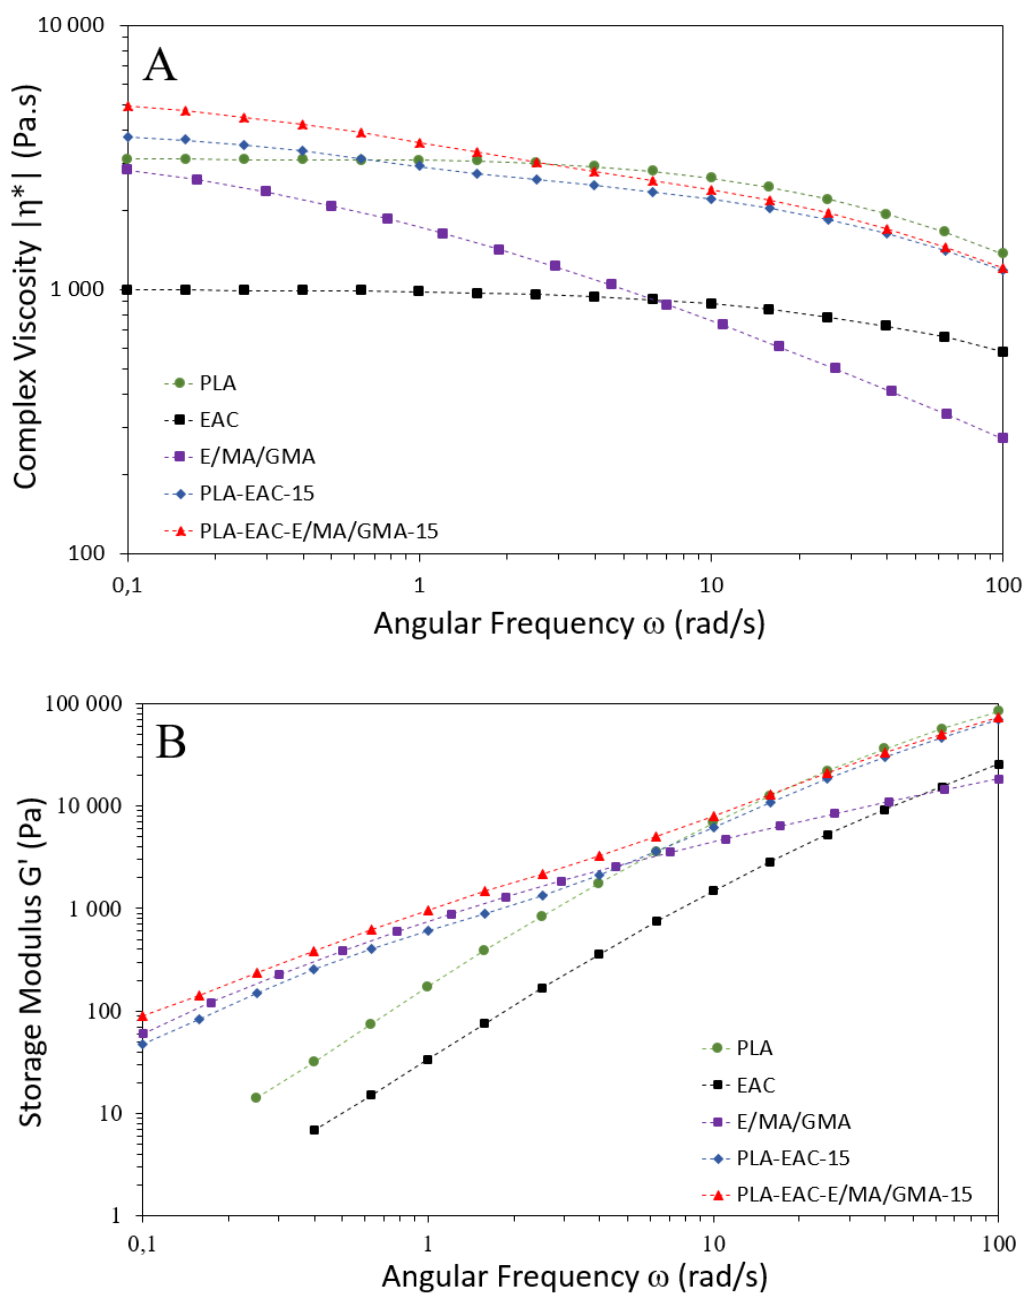 A
10 000
1 000
100
Complex Viscosity |η*| (Pa.s)
PLA
EAC
E/MA/GMA
PLA-EAC-15
PLA-EAC-E/MA/GMA-15
0,1 1 10 100
Angular Frequency ω (rad/s)
B
100 000
10 000
1 000
100
10
1
Storage Modulus G' (Pa)
PLA
EAC
E/MA/GMA
PLA-EAC-15
PLA-EAC-E/MA/GMA-15
0,1 1 10 100
Angular Frequency ω (rad/s)